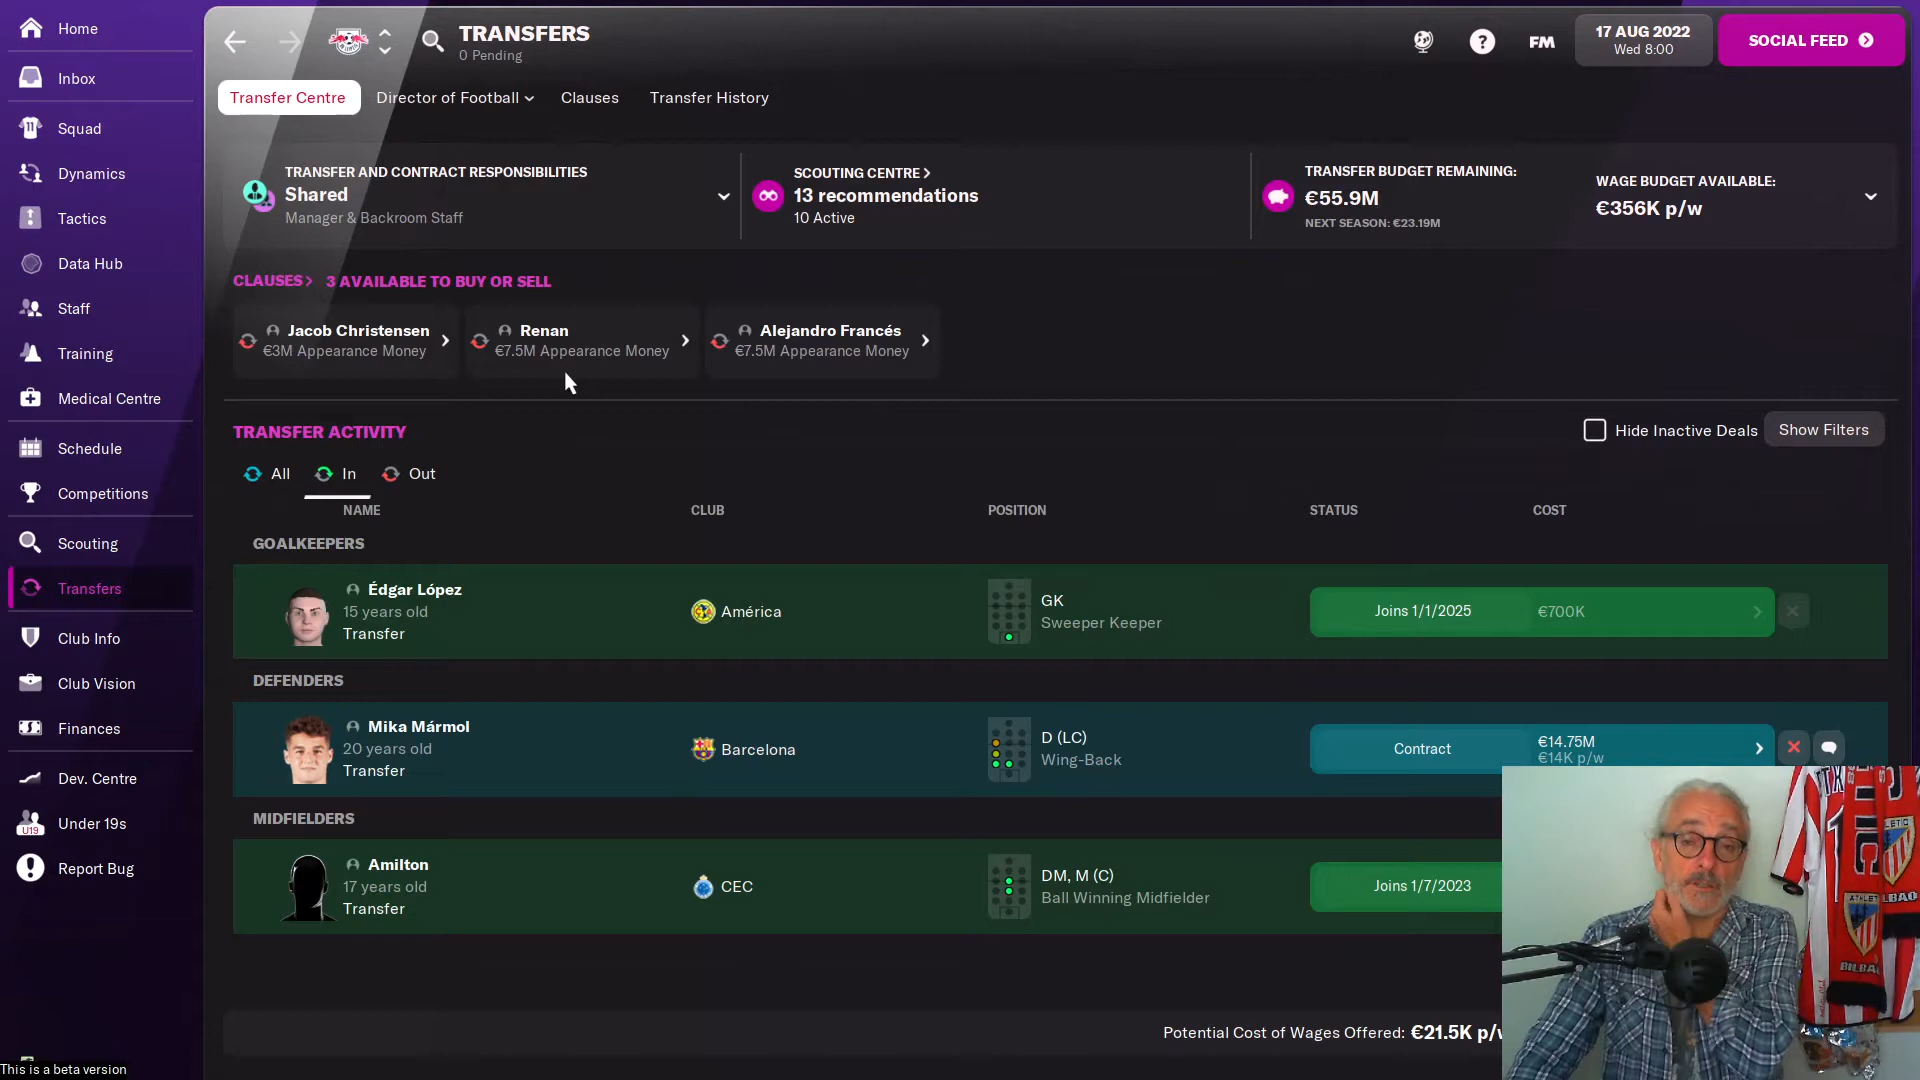 Home
Inbox
Squad
Dynamics
Tactics
Data Hub
Staff
Training
Medical Centre
Schedule
Competitions
Scouting
Transfers
Club Info
Club Vision
Finances
Dev. Centre
U19
Under 19s
Report Bug
This is a beta version
TRANSFERS
0 Pending
FM
17 AUG 2022
Wed 8:00
SOCIAL FEED
Transfer Centre
Director of Football
Clauses
Transfer History
TRANSFER AND CONTRACT RESPONSIBILITIES
Shared
Manager & Backroom Staff
SCOUTING CENTRE
13 recommendations
10 Active
TRANSFER BUDGET REMAINING:
€55.9M
NEXT SEASON: €23.19M
WAGE BUDGET AVAILABLE:
€356K p/w
CLAUSES 3 AVAILABLE TO BUY OR SELL
Jacob Christensen
€3M Appearance Money
Renan
€7.5M Appearance Money
Alejandro Francés
€7.5M Appearance Money
TRANSFER ACTIVITY
Hide Inactive Deals
Show Filters
All
In
Out
NAME CLUB POSITION STATUS COST
GOALKEEPERS
Édgar López
15 years old
Transfer
América
GK
Sweeper Keeper
Joins 1/1/2025
€700K
DEFENDERS
Mika Mármol
20 years old
Transfer
Barcelona
D (LC)
Wing-Back
Contract
€14.75M
€14K p/w
MIDFIELDERS
Amilton
17 years old
Transfer
CEC
DM, M (C)
Ball Winning Midfielder
Joins 1/7/2023
Potential Cost of Wages Offered: €21.5K p/w